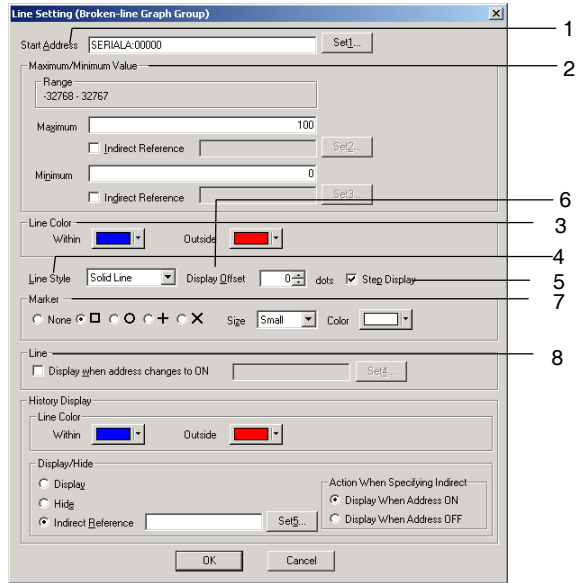 Line Setting (Broken-line Graph Group)
1
Start Address SERIALA:00000 Set1...
Maximum/Minimum Value 2
Range
-32768 - 32767
Maximum 100
Indirect Reference Set2...
Minimum 0
Indirect Reference Set3...
6
Line Color 3
Within Outside
4
Line Style Solid Line Display Offset 0 dots Step Display 5
Marker 7
None Size Small Color
Line 8
Display when address changes to ON Set4...
History Display
Line Color
Within Outside
Display/Hide
Display Action When Specifying Indirect
Hide Display When Address ON
Indirect Reference Set5... Display When Address OFF
OK Cancel